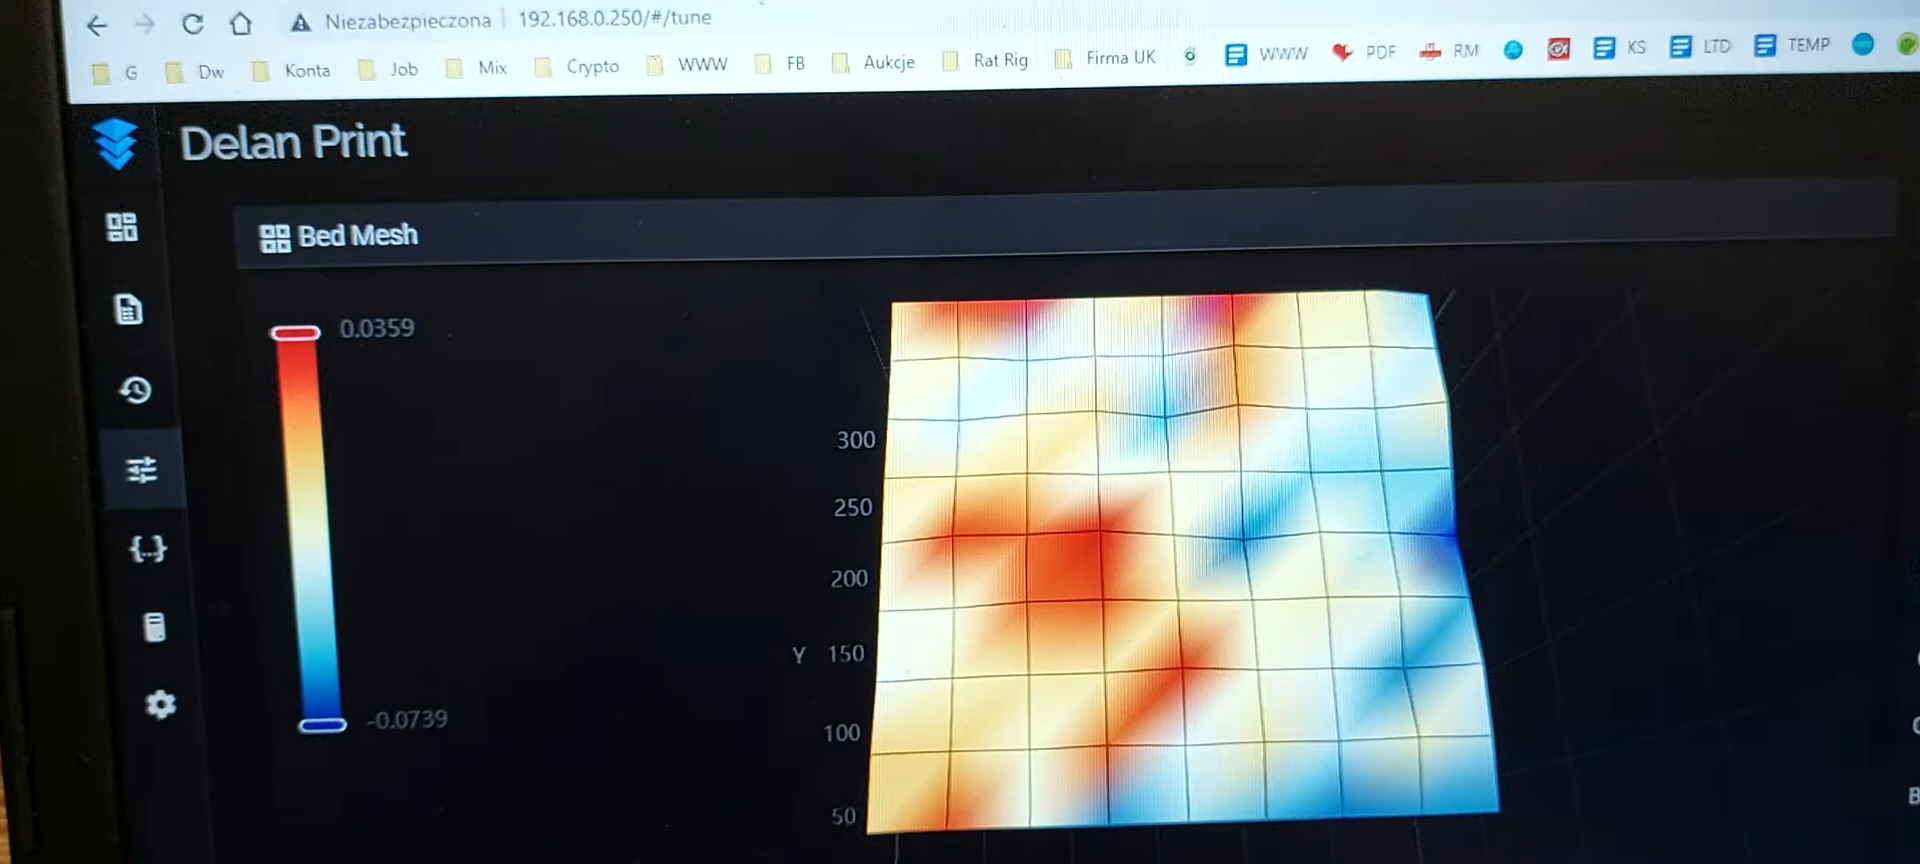 Niezabezpieczona | 192.168.0.250/#/tune
G Dw Konta Job Mix Crypto WWW FB Aukcje Rat Rig Firma UK WWW PDF RM KS LTD TEMP
Delan Print
Bed Mesh
0.0359
-0.0739
300
250
200
Y 150
100
50